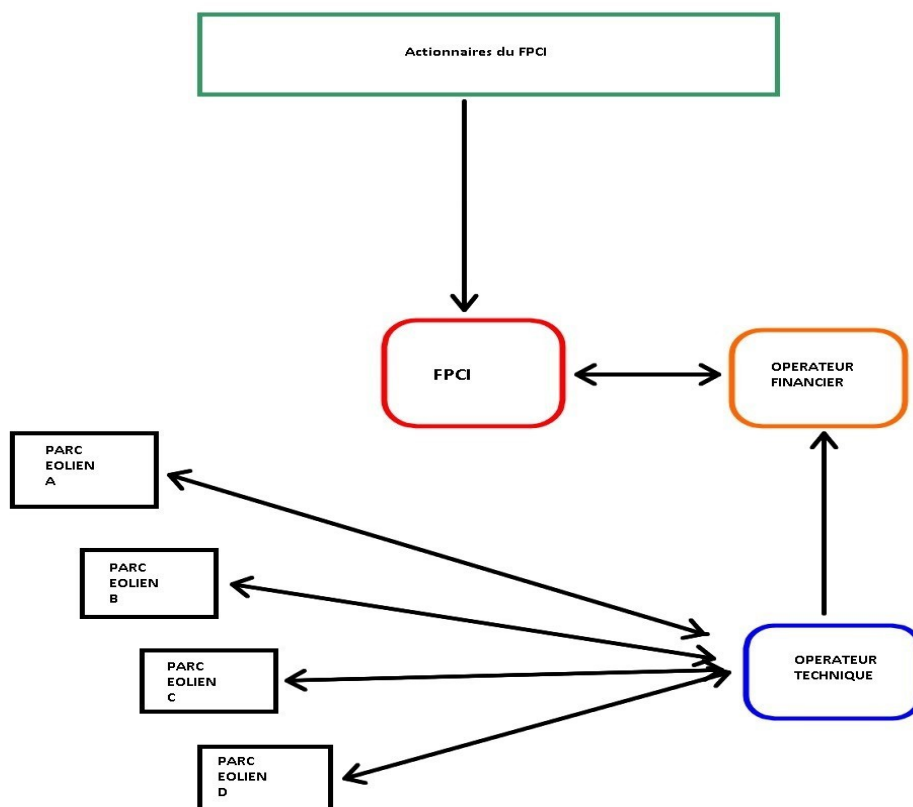 Actionnaires du FPCI
FPCI
OPERATEUR
FINANCIER
PARC
EOLIEN
A
PARC
EOLIEN
B
PARC
EOLIEN
C
OPERATEUR
TECHNIQUE
PARC
EOLIEN
D